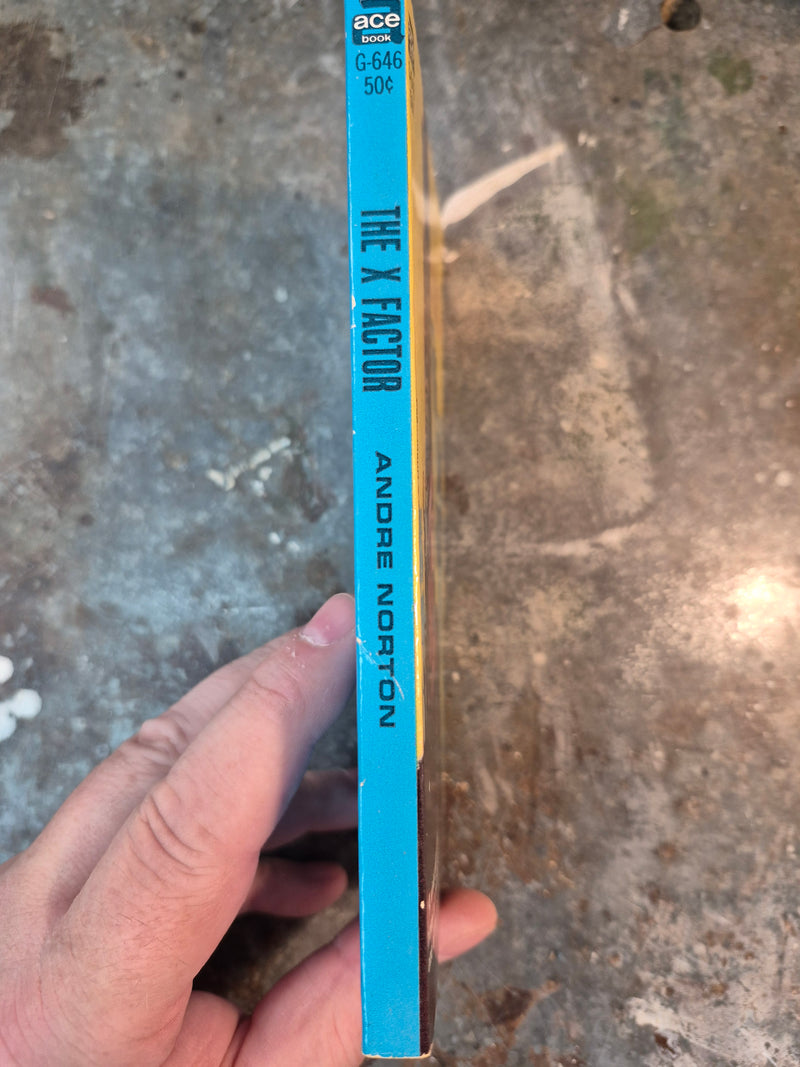 ace
book
G-646
50¢
THE X FACTOR
ANDRE NORTON